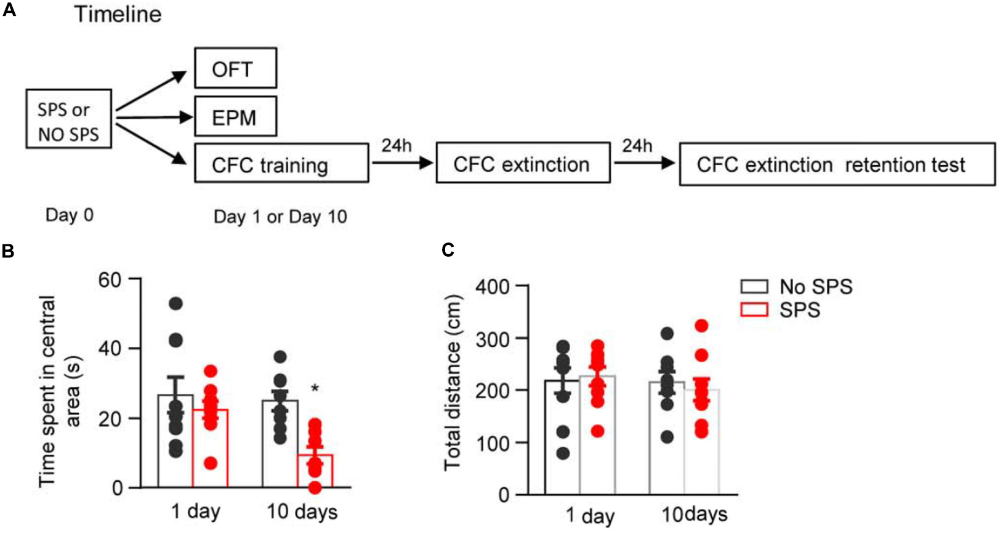 A
Timeline
OFT
SPS or
NO SPS
EPM
CFC training
24h
CFC extinction
24h
CFC extinction retention test
Day 0
Day 1 or Day 10
B
Time spent in central
area (s)
60
40
20
0
*
1 day
10 days
C
Total distance (cm)
400
300
200
100
0
1 day
10days
No SPS
SPS